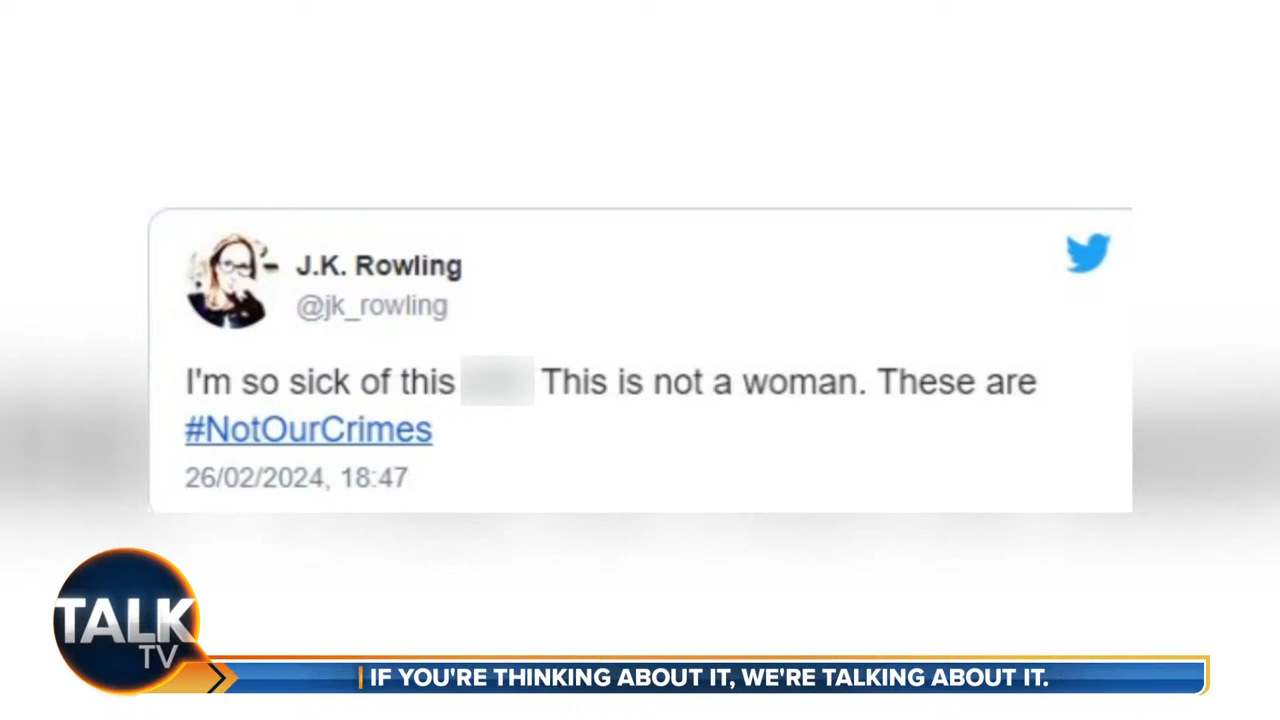 J.K. Rowling
@jk_rowling
I'm so sick of this This is not a woman. These are
#NotOurCrimes
26/02/2024, 18:47
TALK
TV
IF YOU'RE THINKING ABOUT IT, WE'RE TALKING ABOUT IT.